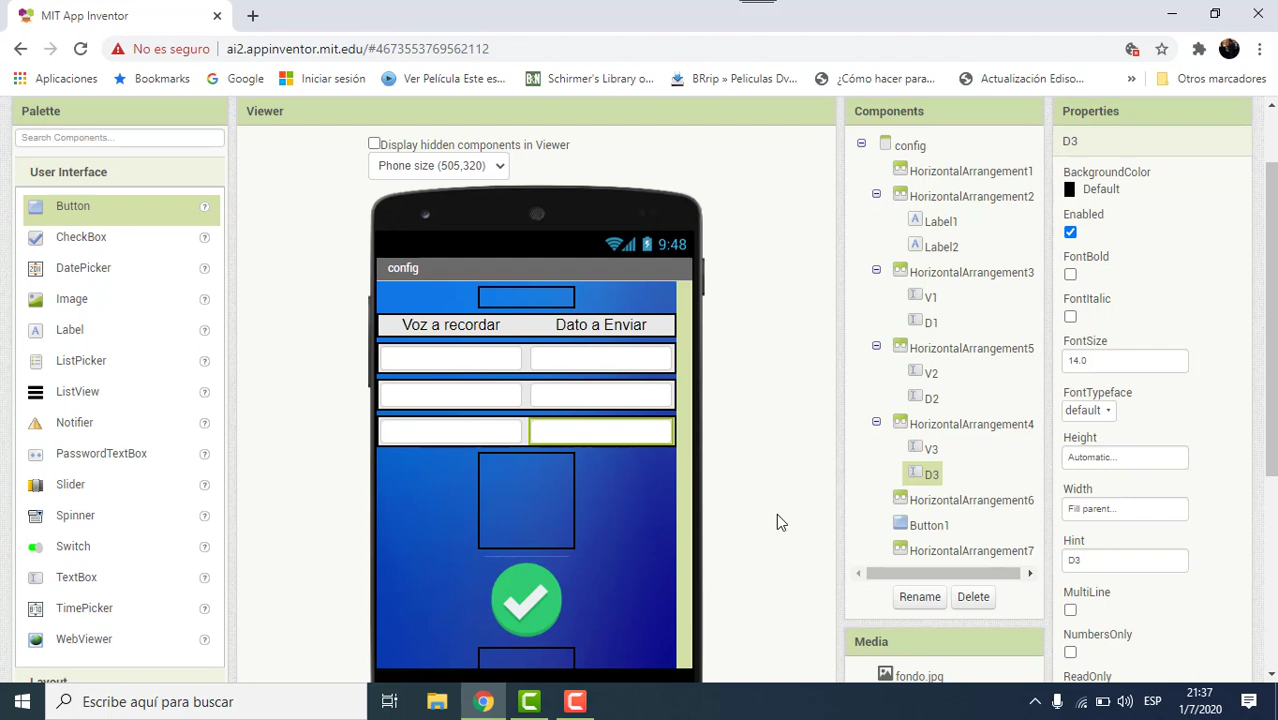 MIT App Inventor
No es seguro
ai2.appinventor.mit.edu/#4673553769562112
Aplicaciones
Bookmarks
Google
Iniciar sesión
Ver Película Este es...
Schirmer's Library o...
BRrip » Peliculas Dv...
¿Cómo hacer para...
Actualización Ediso...
»
Otros marcadores
Palette
Search Components...
User Interface
Button
CheckBox
DatePicker
Image
Label
ListPicker
ListView
Notifier
PasswordTextBox
Slider
Spinner
Switch
TextBox
TimePicker
WebViewer
Layout
Viewer
Display hidden components in Viewer
Phone size (505,320)
9:48
config
Voz a recordar
Dato a Enviar
Components
config
HorizontalArrangement1
HorizontalArrangement2
Label1
Label2
HorizontalArrangement3
V1
D1
HorizontalArrangement5
V2
D2
HorizontalArrangement4
V3
D3
HorizontalArrangement6
Button1
HorizontalArrangement7
Rename
Delete
Media
fondo.jpg
Properties
D3
BackgroundColor
Default
Enabled
FontBold
FontItalic
FontSize
14.0
FontTypeface
default
Height
Automatic...
Width
Fill parent...
Hint
D3
MultiLine
NumbersOnly
ReadOnly
Escribe aquí para buscar
ESP
21:37
1/7/2020